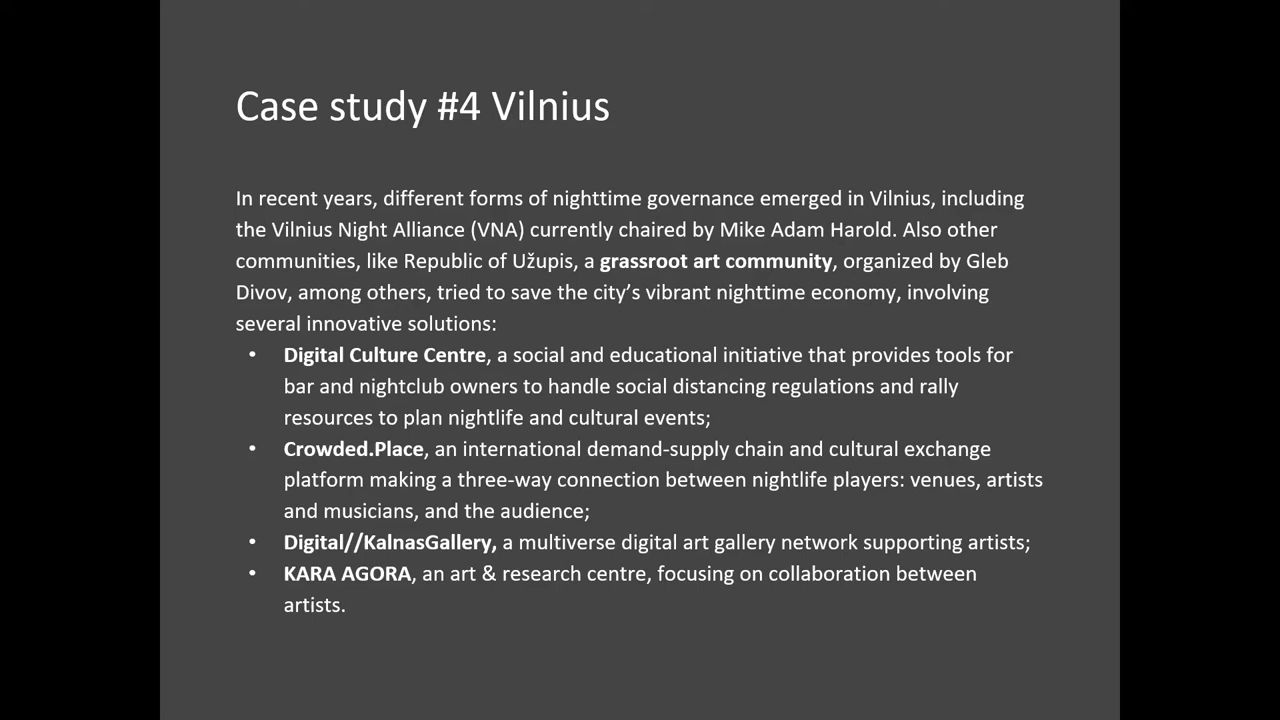 Case study #4 Vilnius
In recent years, different forms of nighttime governance emerged in Vilnius, including
the Vilnius Night Alliance (VNA) currently chaired by Mike Adam Harold. Also other
communities, like Republic of Užupis, a grassroot art community, organized by Gleb
Divov, among others, tried to save the city's vibrant nighttime economy, involving
several innovative solutions:
• Digital Culture Centre, a social and educational initiative that provides tools for
bar and nightclub owners to handle social distancing regulations and rally
resources to plan nightlife and cultural events;
• Crowded.Place, an international demand-supply chain and cultural exchange
platform making a three-way connection between nightlife players: venues, artists
and musicians, and the audience;
• Digital//KalnasGallery, a multiverse digital art gallery network supporting artists;
• KARA AGORA, an art & research centre, focusing on collaboration between
artists.